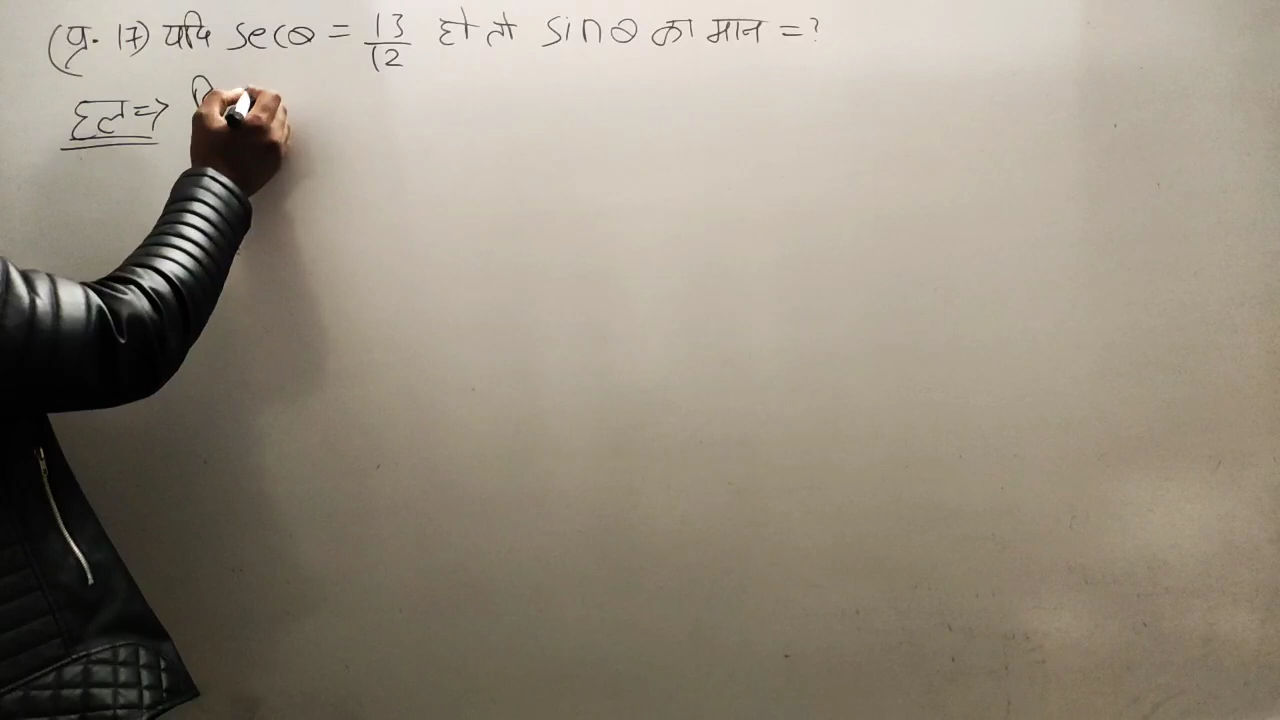 (प्र. 17) यदि secθ = 13/12 हो तो sinθ का मान = ?
हल ⇒